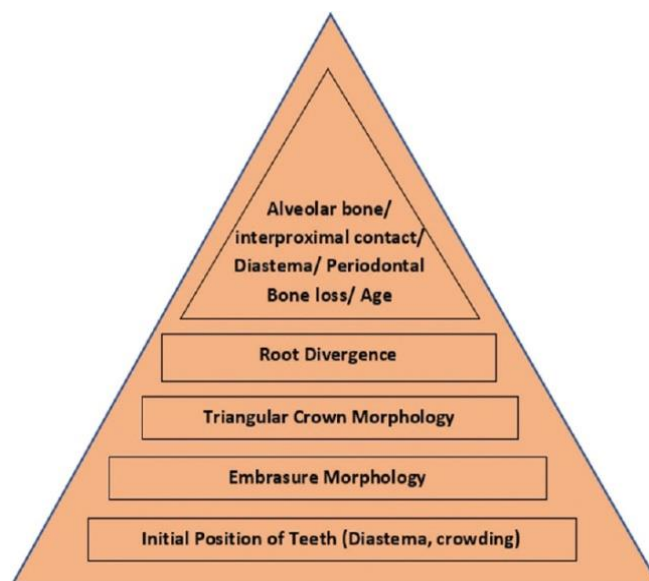 Alveolar bone/
interproximal contact/
Diastema/ Periodontal
Bone loss/ Age
Root Divergence
Triangular Crown Morphology
Embrasure Morphology
Initial Position of Teeth (Diastema, crowding)